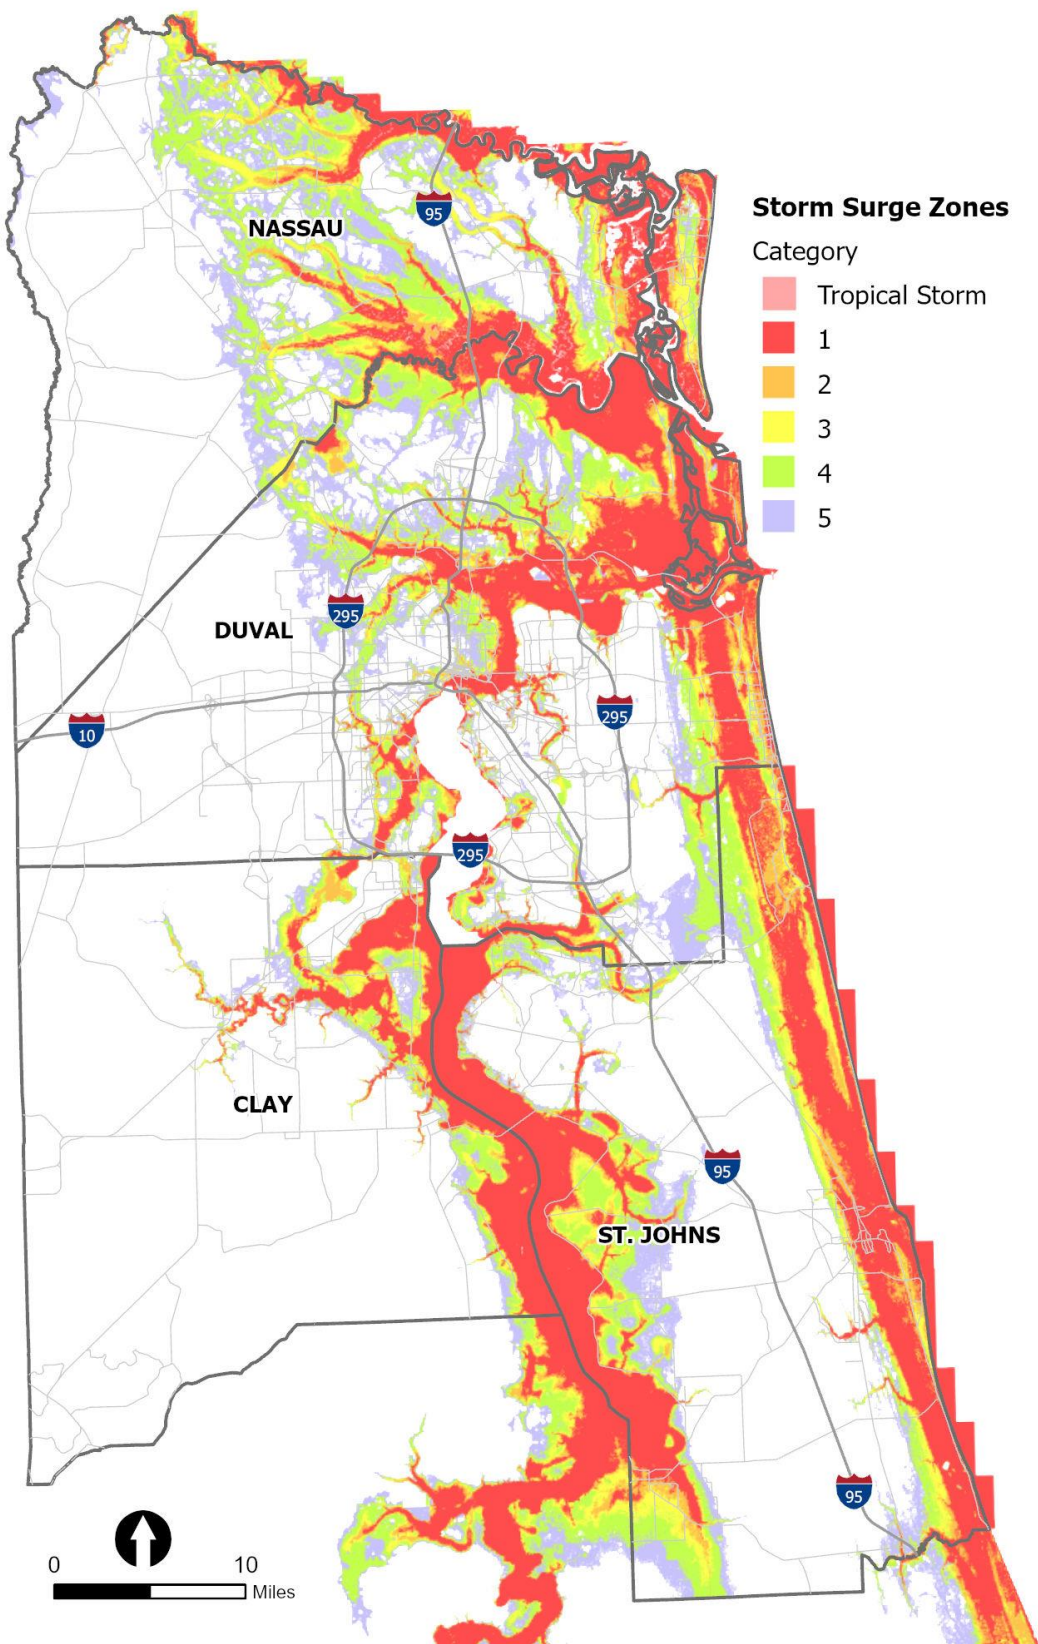 95
NASSAU
Storm Surge Zones
Category
Tropical Storm
1
2
3
4
5
295
DUVAL
295
10
295
CLAY
95
ST. JOHNS
95
0 10
Miles